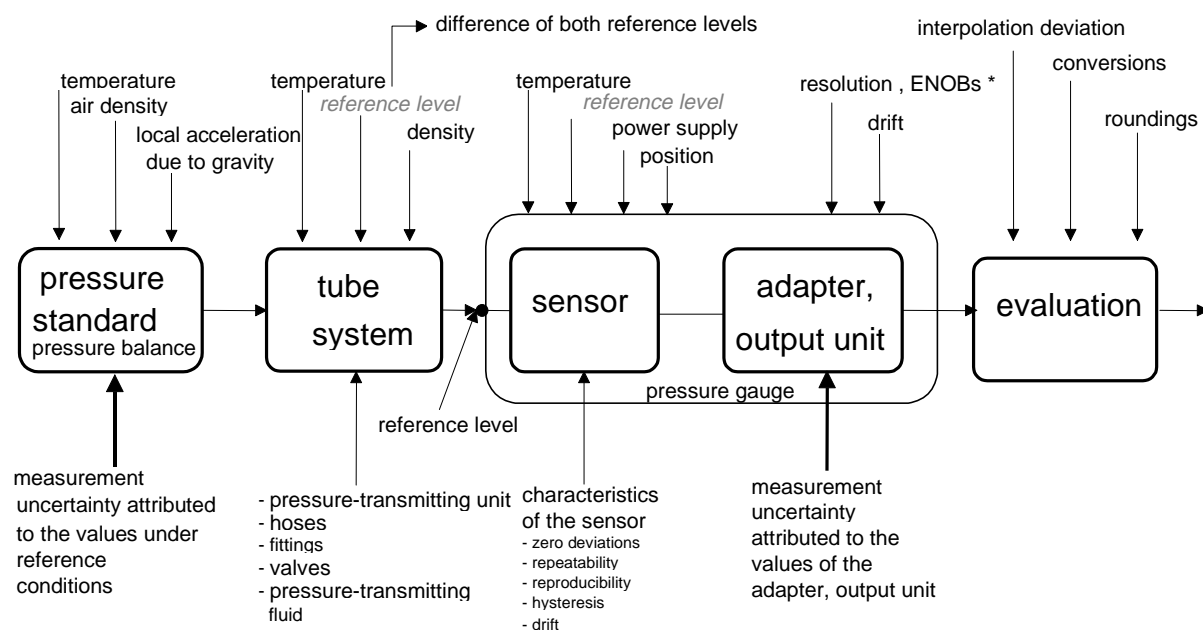 difference of both reference levels
interpolation deviation
conversions
roundings
temperature
air density
local acceleration
due to gravity
temperature
reference level
density
temperature
reference level
power supply
position
resolution , ENOBs *
drift
pressure
standard
pressure balance
tube
system
sensor
adapter,
output unit
pressure gauge
evaluation
reference level
measurement
uncertainty attributed
to the values under
reference
conditions
- pressure-transmitting unit
- hoses
- fittings
- valves
- pressure-transmitting
fluid
characteristics
of the sensor
- zero deviations
- repeatability
- reproducibility
- hysteresis
- drift
measurement
uncertainty
attributed to the
values of the
adapter, output unit